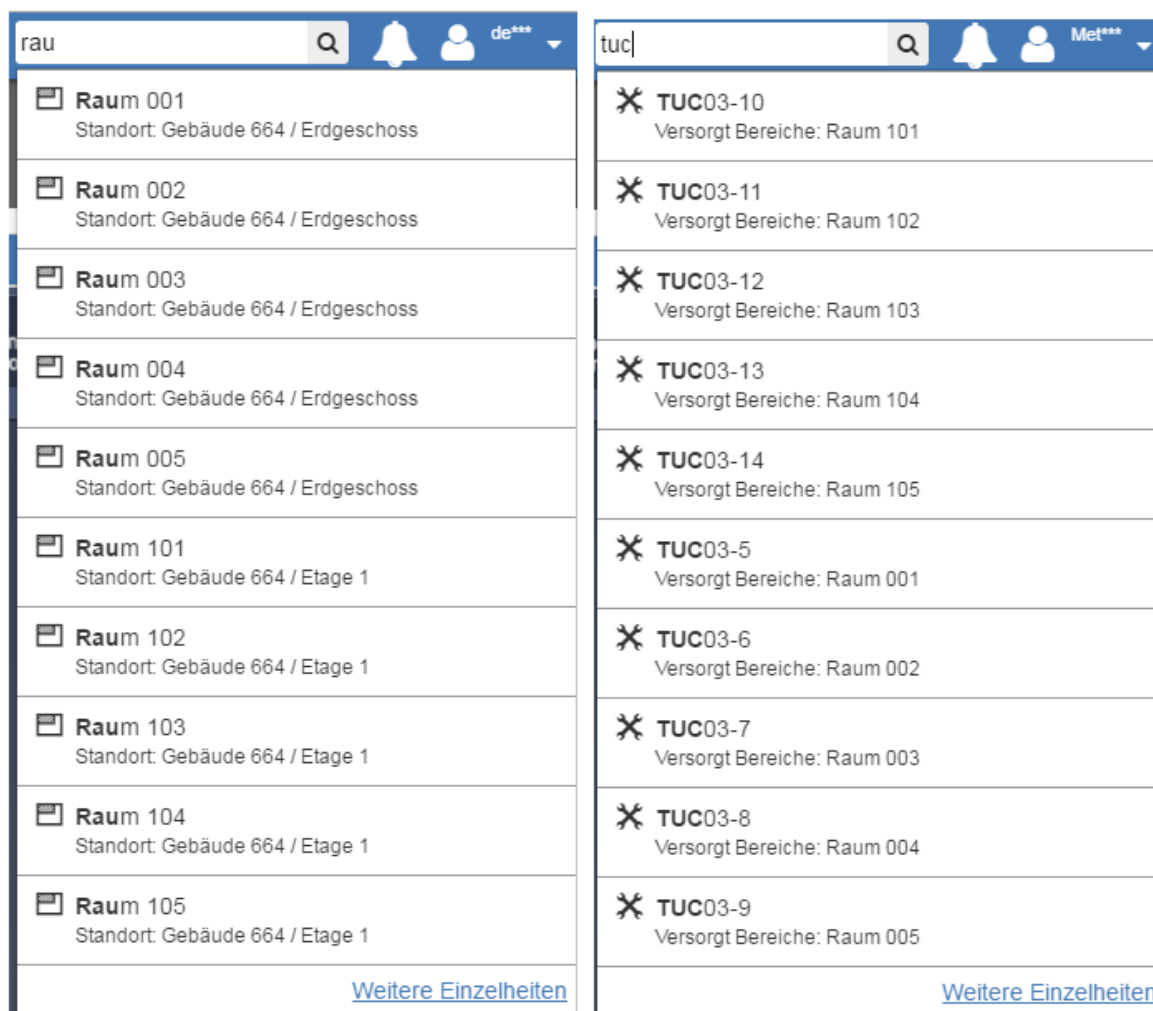 rau
de***
Raum 001
Standort: Gebäude 664 / Erdgeschoss
Raum 002
Standort: Gebäude 664 / Erdgeschoss
Raum 003
Standort: Gebäude 664 / Erdgeschoss
Raum 004
Standort: Gebäude 664 / Erdgeschoss
Raum 005
Standort: Gebäude 664 / Erdgeschoss
Raum 101
Standort: Gebäude 664 / Etage 1
Raum 102
Standort: Gebäude 664 / Etage 1
Raum 103
Standort: Gebäude 664 / Etage 1
Raum 104
Standort: Gebäude 664 / Etage 1
Raum 105
Standort: Gebäude 664 / Etage 1
Weitere Einzelheiten
tuc
Met***
TUC03-10
Versorgt Bereiche: Raum 101
TUC03-11
Versorgt Bereiche: Raum 102
TUC03-12
Versorgt Bereiche: Raum 103
TUC03-13
Versorgt Bereiche: Raum 104
TUC03-14
Versorgt Bereiche: Raum 105
TUC03-5
Versorgt Bereiche: Raum 001
TUC03-6
Versorgt Bereiche: Raum 002
TUC03-7
Versorgt Bereiche: Raum 003
TUC03-8
Versorgt Bereiche: Raum 004
TUC03-9
Versorgt Bereiche: Raum 005
Weitere Einzelheiten